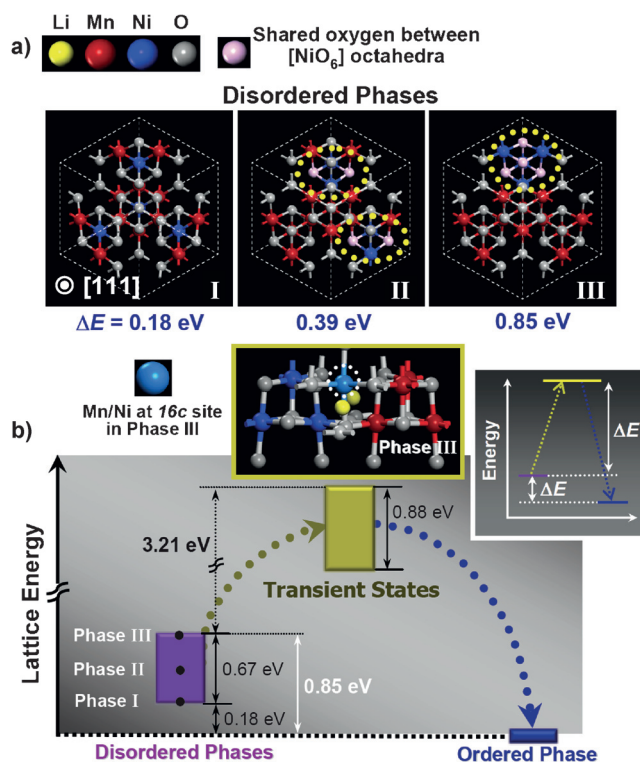 a)
Li Mn Ni O
Shared oxygen between
[NiO6] octahedra
Disordered Phases
[111]
I
II
III
ΔE = 0.18 eV
0.39 eV
0.85 eV
Mn/Ni at 16c site
in Phase III
Phase III
b)
Energy
ΔE
ΔE
Lattice Energy
3.21 eV
0.88 eV
Transient States
Phase III
Phase II
Phase I
0.67 eV
0.85 eV
0.18 eV
Disordered Phases
Ordered Phase